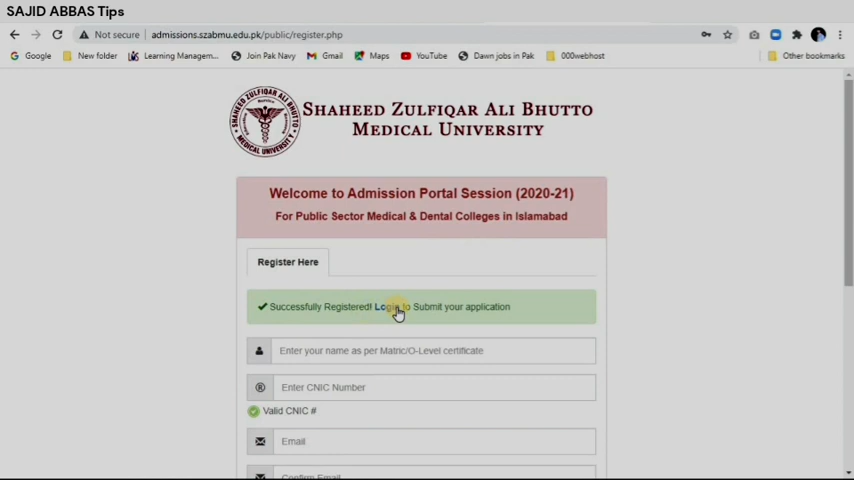 SAJID ABBAS Tips
Not secure admissions.szabmu.edu.pk/public/register.php
Google New folder Learning Managem... Join Pak Navy Gmail Maps YouTube Dawn jobs in Pak 000webhost Other bookmarks
SHAHEED ZULFIQAR ALI BHUTTO
MEDICAL UNIVERSITY
Welcome to Admission Portal Session (2020-21)
For Public Sector Medical & Dental Colleges in Islamabad
Register Here
Successfully Registered! Login to Submit your application
Enter your name as per Matric/O-Level certificate
Enter CNIC Number
Valid CNIC #
Email
Confirm Email